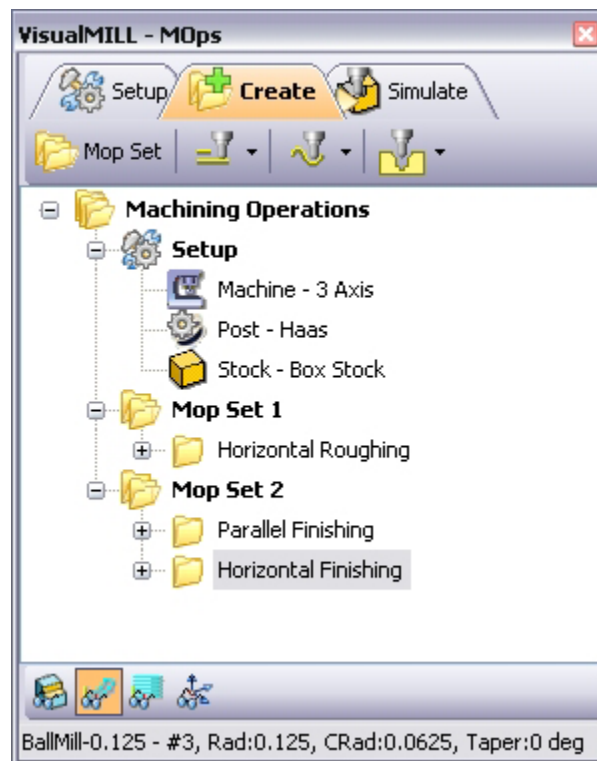 VisualMILL - MOps
Setup Create Simulate
Mop Set
Machining Operations
Setup
Machine - 3 Axis
Post - Haas
Stock - Box Stock
Mop Set 1
Horizontal Roughing
Mop Set 2
Parallel Finishing
Horizontal Finishing
BallMill-0.125 - #3, Rad:0.125, CRad:0.0625, Taper:0 deg